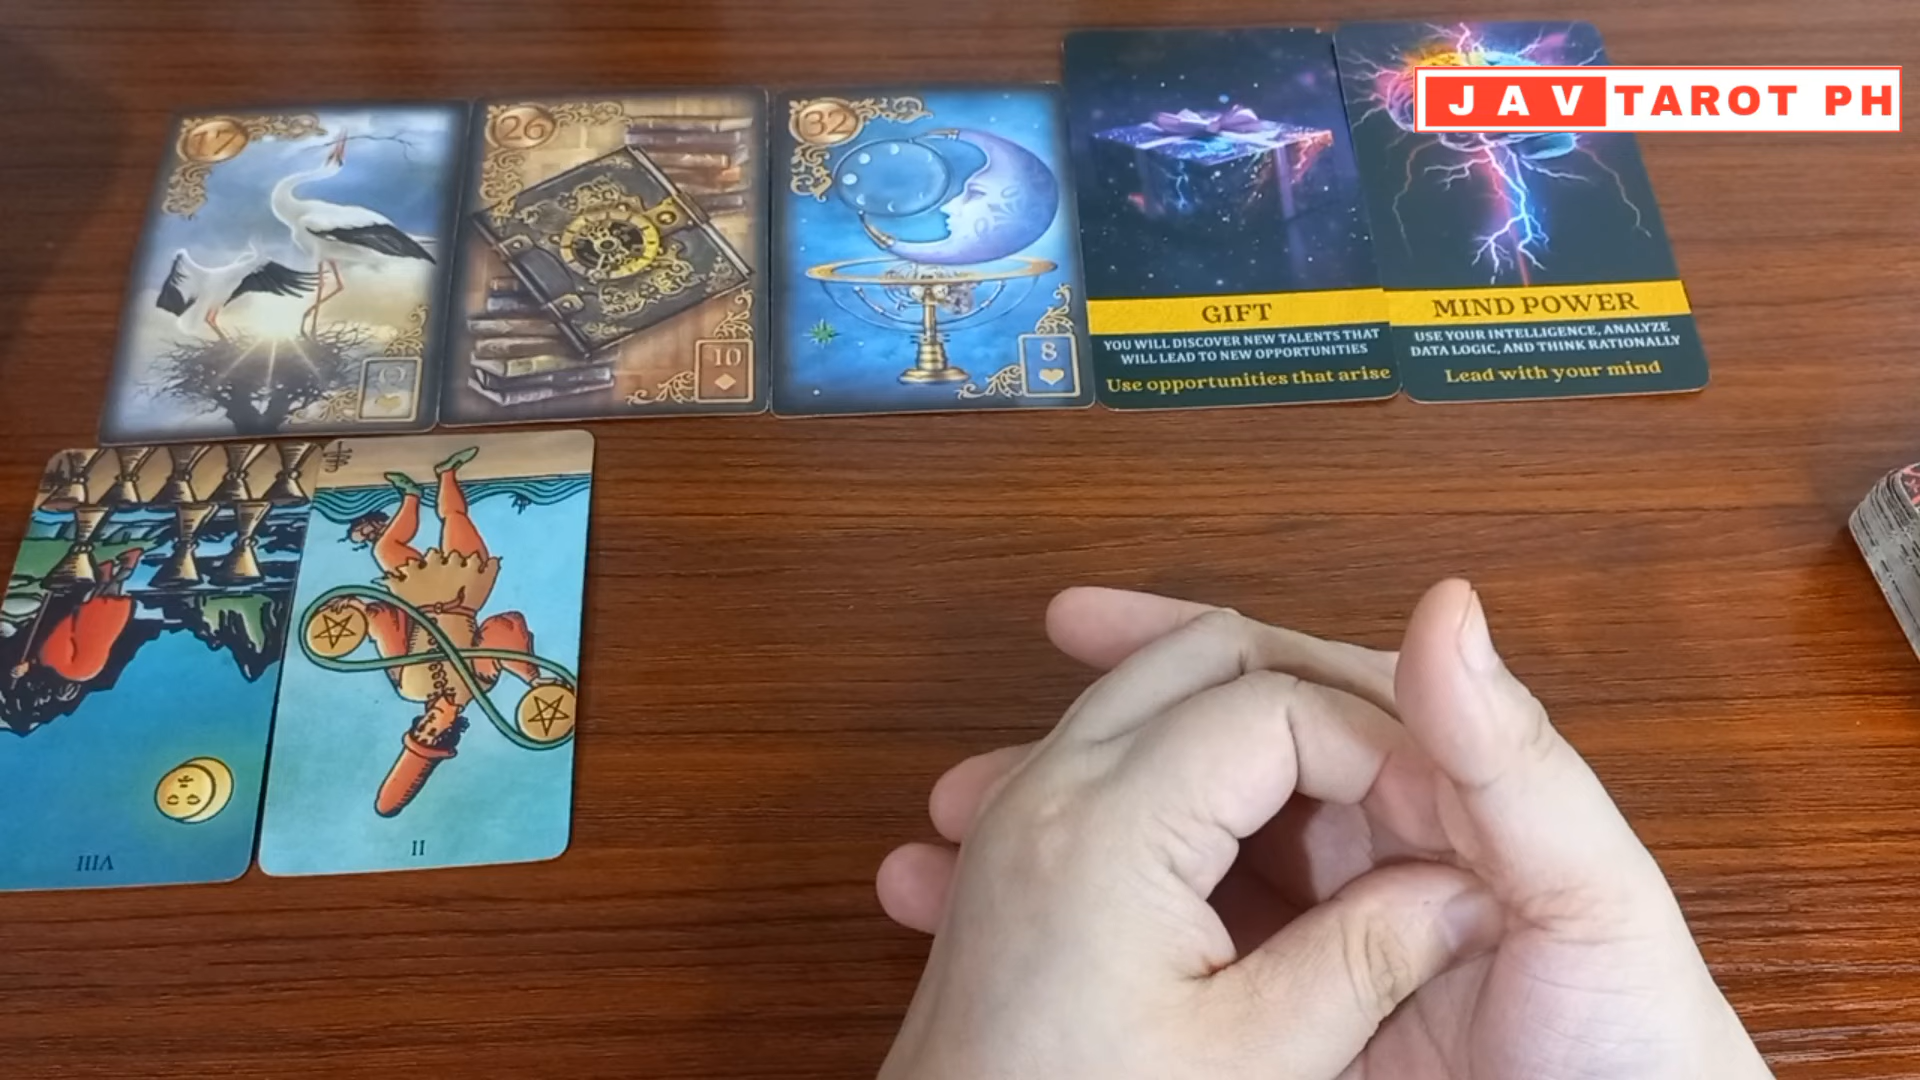 JAV TAROT PH
17
26
10
32
8
GIFT
YOU WILL DISCOVER NEW TALENTS THAT
WILL LEAD TO NEW OPPORTUNITIES
Use opportunities that arise
MIND POWER
USE YOUR INTELLIGENCE, ANALYZE
DATA LOGIC, AND THINK RATIONALLY
Lead with your mind
VIII
II